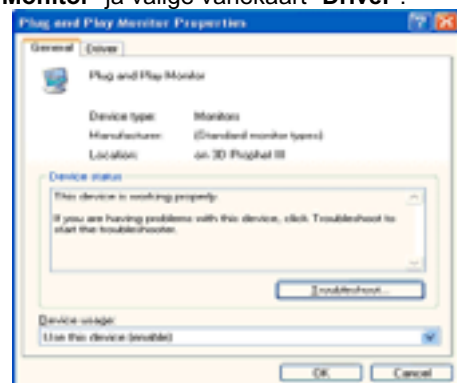 Monitor" ja valige vahekaart "Driver".
Plug and Play Monitor Properties
General Driver
Plug and Play Monitor
Device type: Monitors
Manufacturer: (Standard monitor types)
Location: on 3D Prophet III
Device status
This device is working properly.
If you are having problems with this device, click Troubleshoot to
start the troubleshooter.
Troubleshoot...
Device usage:
Use this device (enable)
OK Cancel